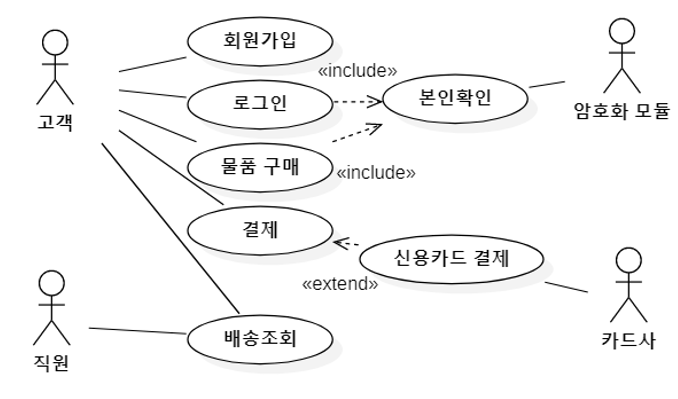 회원가입
«include»
로그인
본인확인
고객
암호화 모듈
물품 구매
«include»
결제
신용카드 결제
«extend»
배송조회
직원
카드사